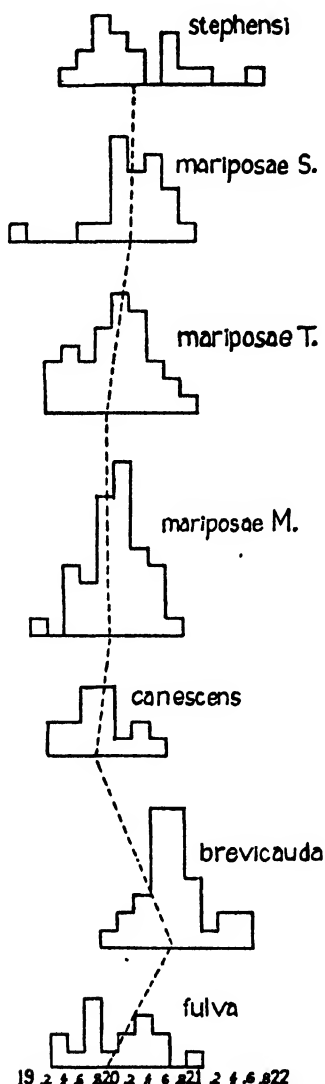 stephensi
mariposae S.
mariposae T.
mariposae M.
canescens
brevicauda
fulva
19 .2 .4 .6 .8 20 .2 .4 .6 .8 21 .2 .4 .6 .8 22